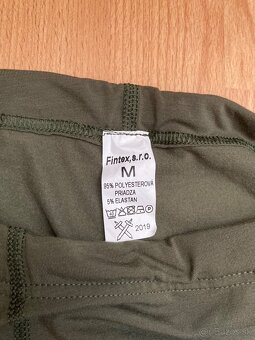 Fintex, s.r.o.
M
95% POLYESTEROVÁ
PRIADZA
5% ELASTAN
2019